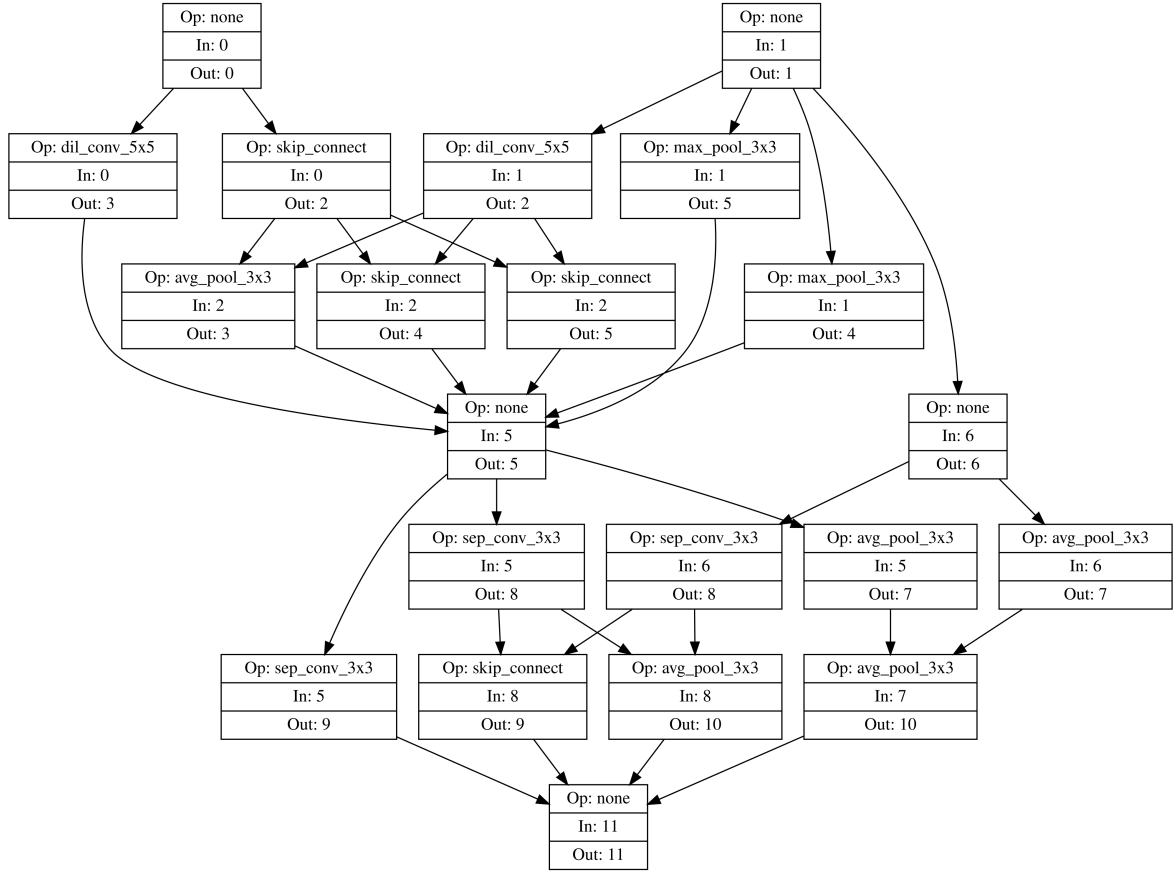 Op: none
In: 0
Out: 0
Op: none
In: 1
Out: 1
Op: dil_conv_5x5
In: 0
Out: 3
Op: skip_connect
In: 0
Out: 2
Op: dil_conv_5x5
In: 1
Out: 2
Op: max_pool_3x3
In: 1
Out: 5
Op: avg_pool_3x3
In: 2
Out: 3
Op: skip_connect
In: 2
Out: 4
Op: skip_connect
In: 2
Out: 5
Op: max_pool_3x3
In: 1
Out: 4
Op: none
In: 5
Out: 5
Op: none
In: 6
Out: 6
Op: sep_conv_3x3
In: 5
Out: 8
Op: sep_conv_3x3
In: 6
Out: 8
Op: avg_pool_3x3
In: 5
Out: 7
Op: avg_pool_3x3
In: 6
Out: 7
Op: sep_conv_3x3
In: 5
Out: 9
Op: skip_connect
In: 8
Out: 9
Op: avg_pool_3x3
In: 8
Out: 10
Op: avg_pool_3x3
In: 7
Out: 10
Op: none
In: 11
Out: 11